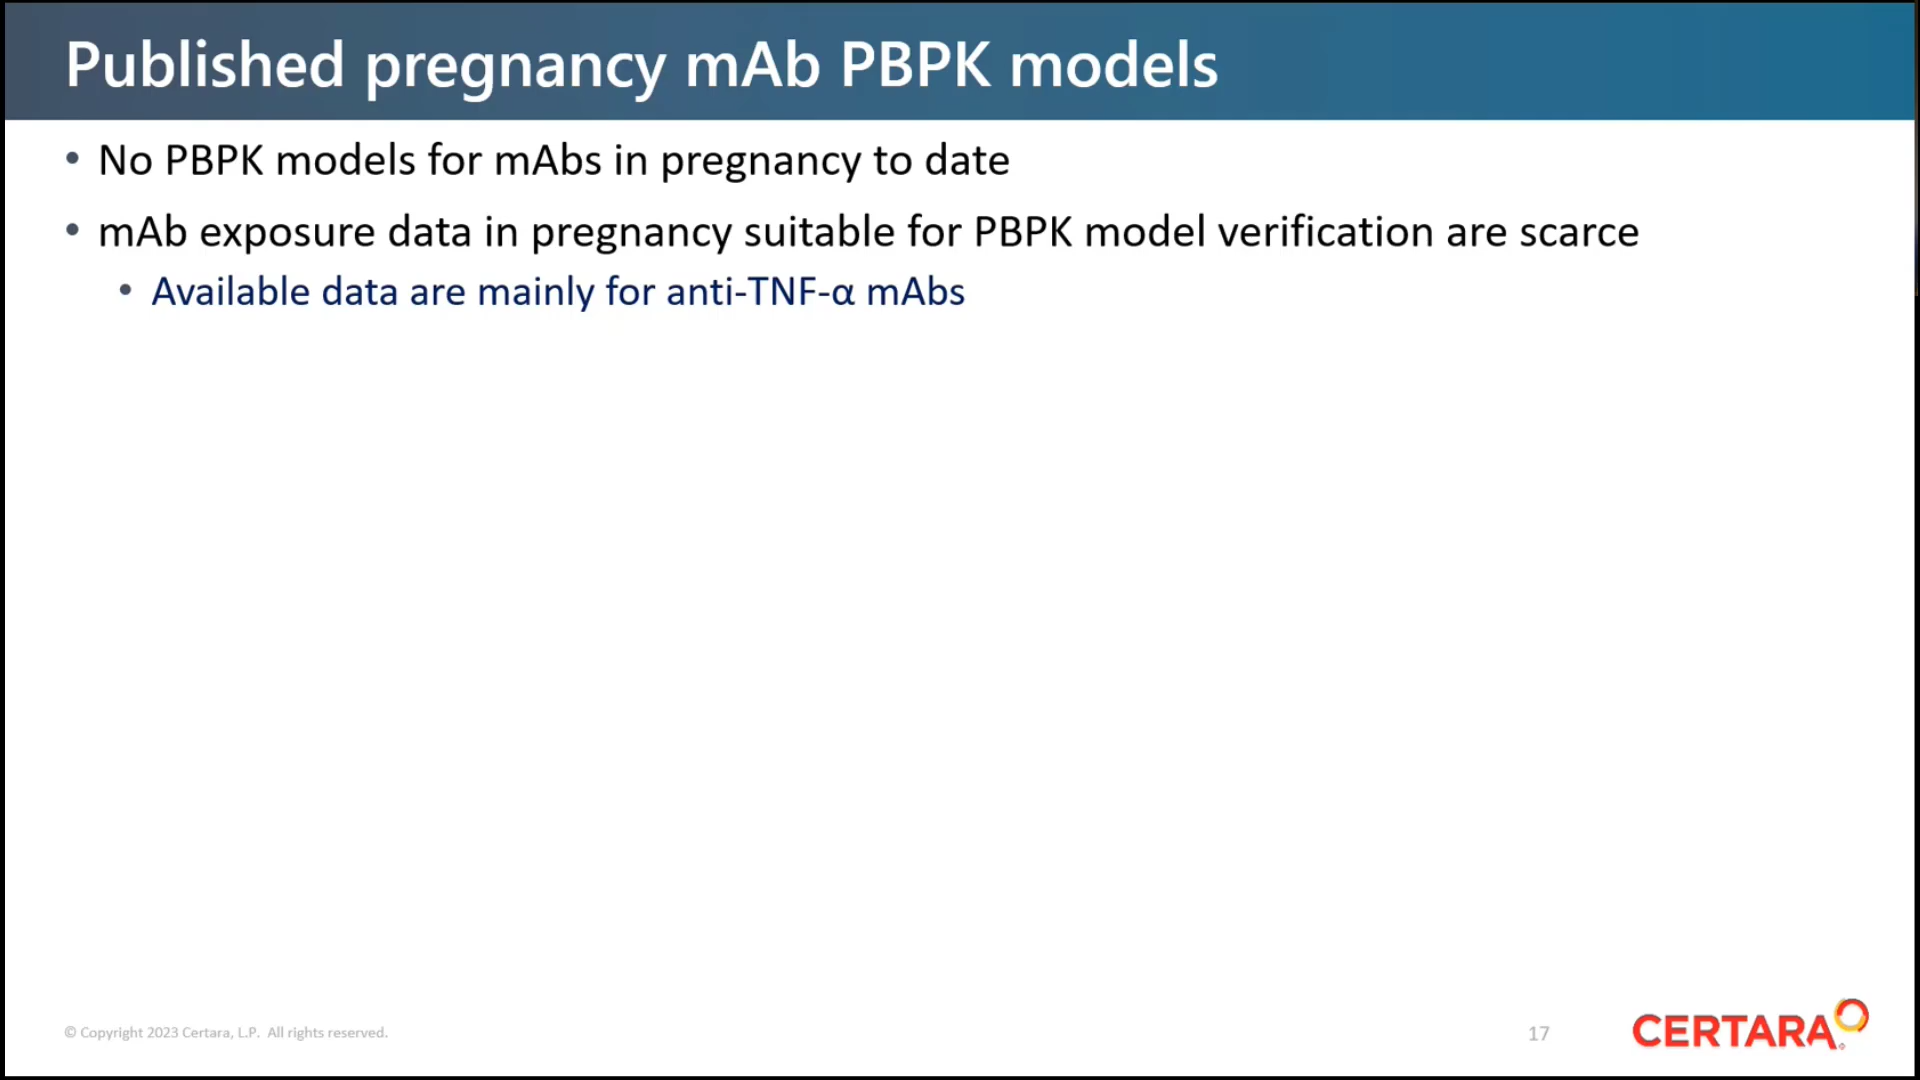 Published pregnancy mAb PBPK models
• No PBPK models for mAbs in pregnancy to date
• mAb exposure data in pregnancy suitable for PBPK model verification are scarce
• Available data are mainly for anti-TNF-α mAbs
© Copyright 2023 Certara, L.P. All rights reserved.
17
CERTARA